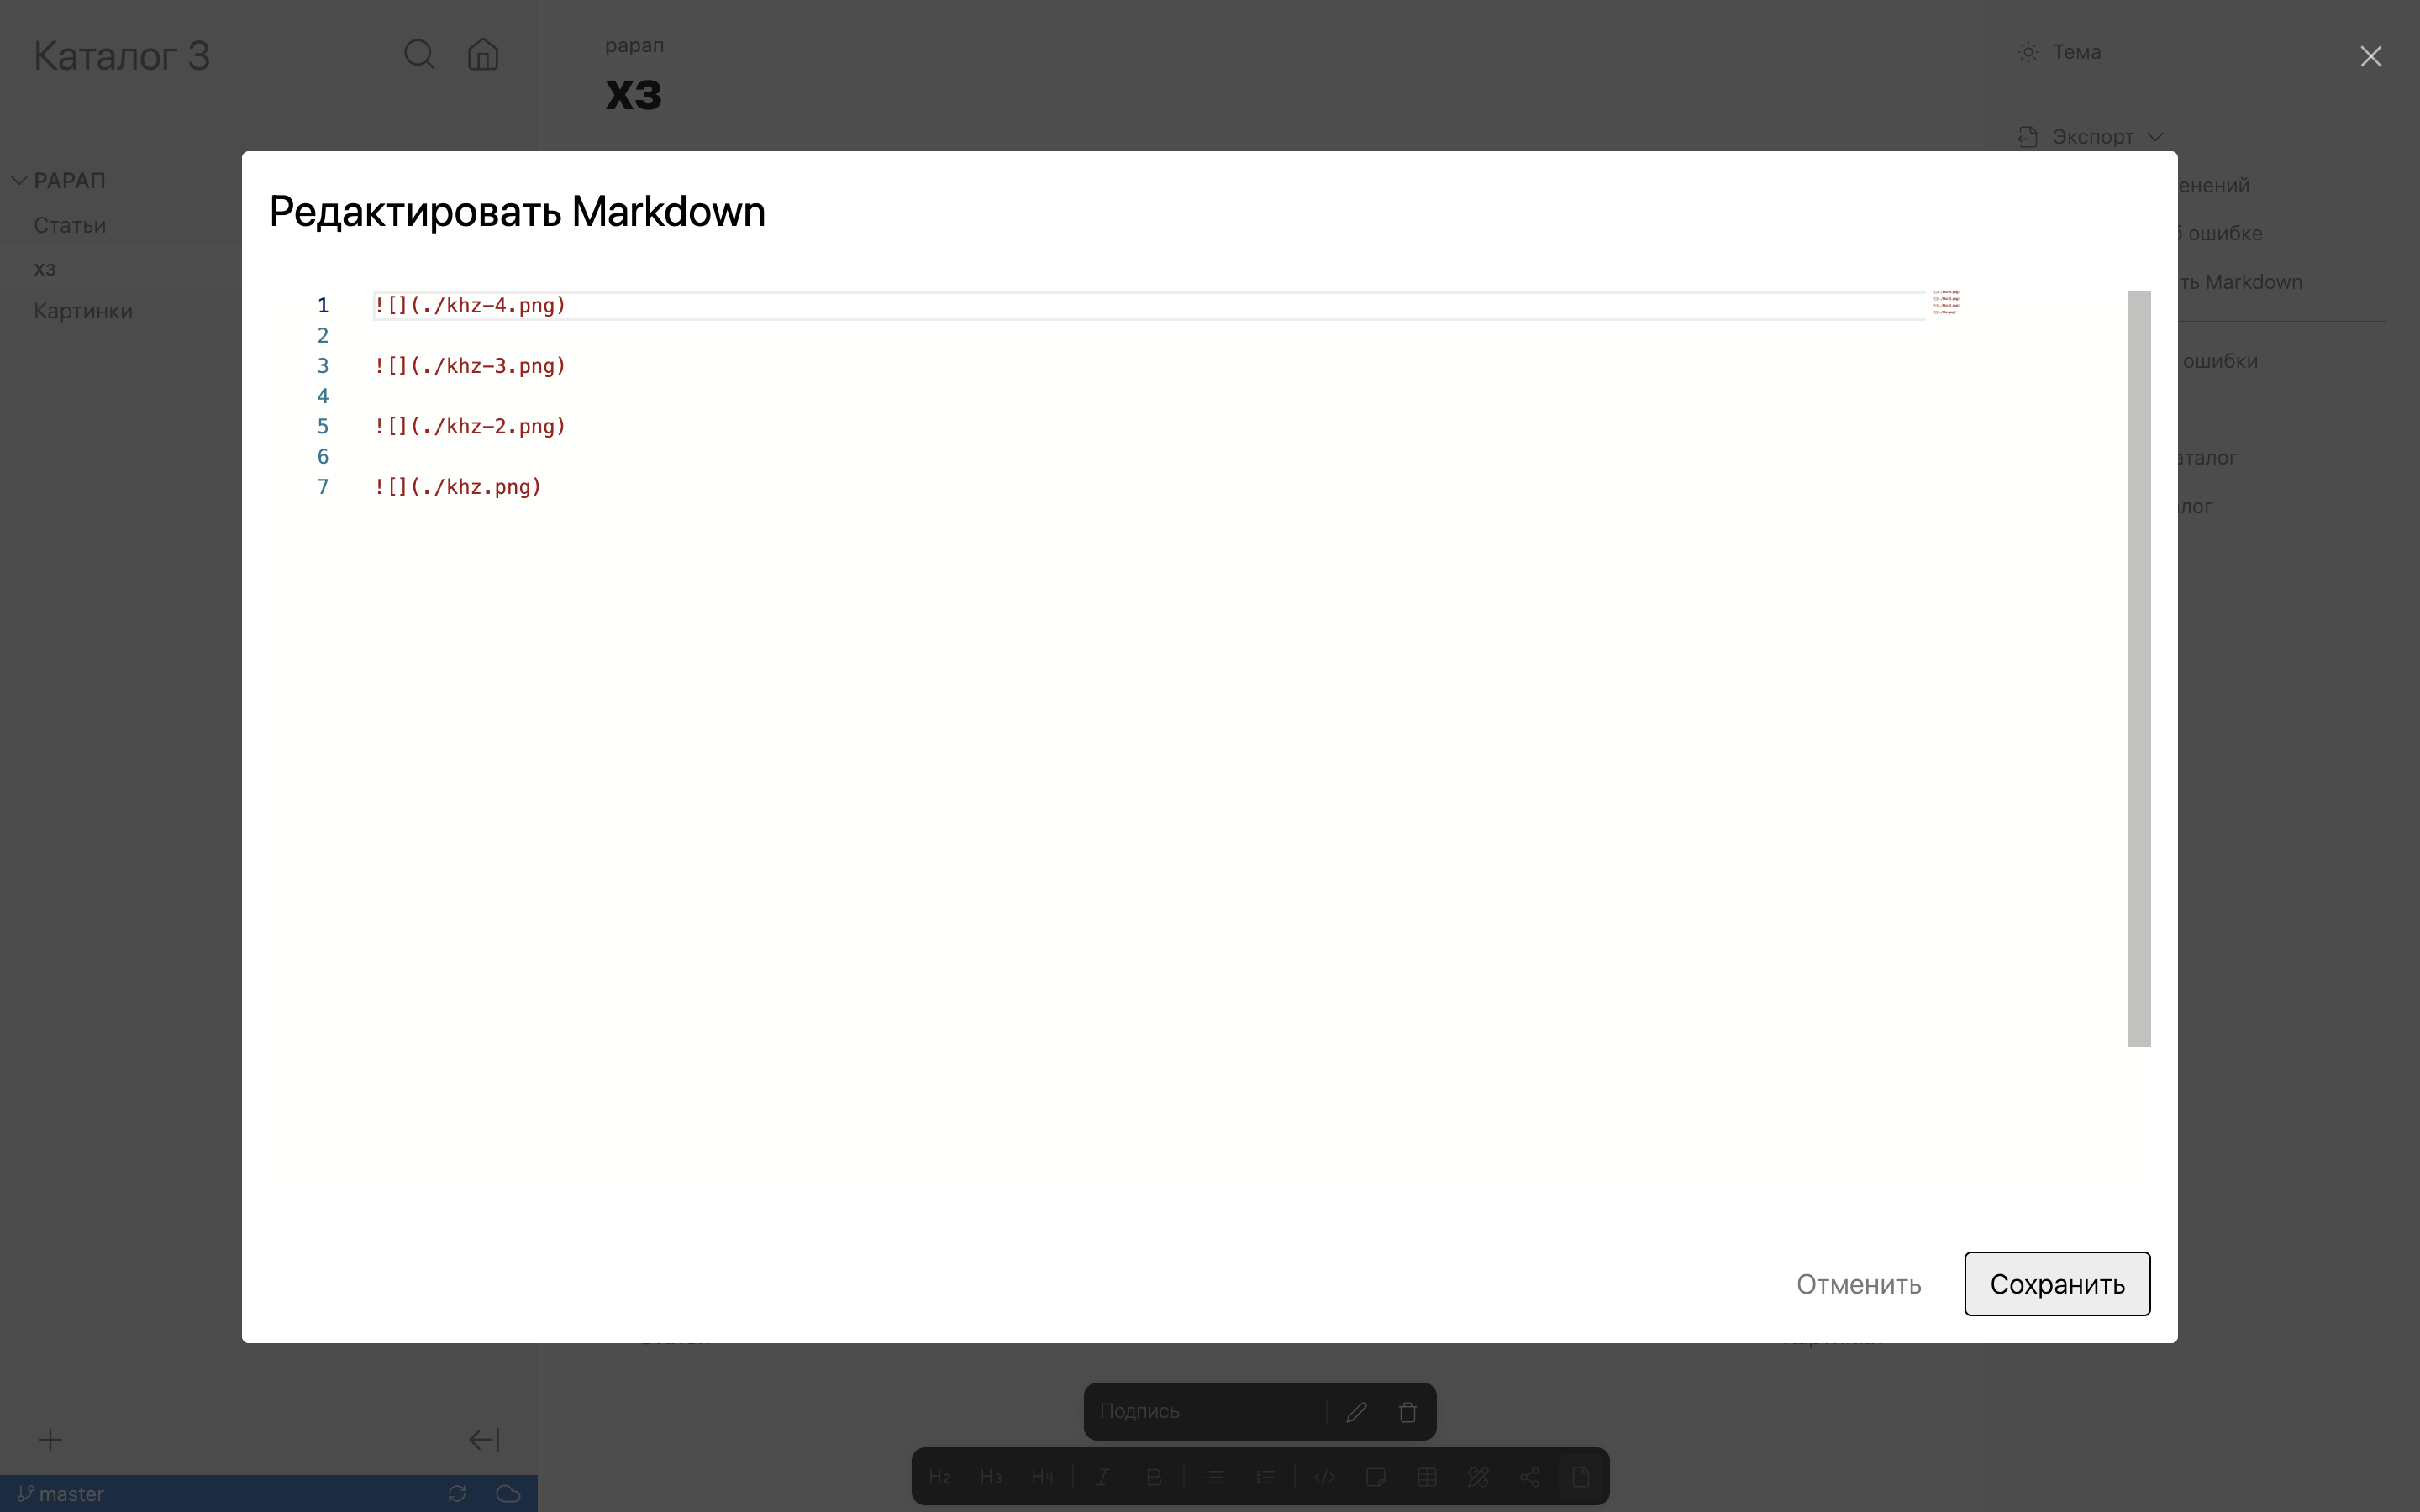 Каталог 3
рарап
хз
Тема
Экспорт
РАРАП
Статьи
хз
Картинки
енений
ошибке
ть Markdown
ошибки
аталог
лог
Редактировать Markdown
1 ![](./khz-4.png)
2
3 ![](./khz-3.png)
4
5 ![](./khz-2.png)
6
7 ![](./khz.png)
Отменить
Сохранить
Подпись
H2 H3 H4 I B
master